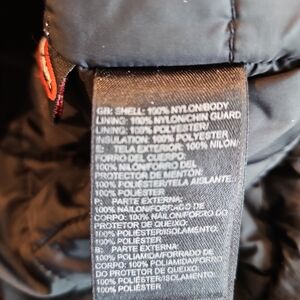 GB: SHELL: 100% NYLON/BODY
LINING: 100% NYLON/CHIN GUARD
LINING: 100% POLYESTER/
INSULATION: 100% POLYESTER
E: TELA EXTERIOR: 100% NILÓN/
FORRO DEL CUERPO:
100% NILÓN/FORRO DEL
PROTECTOR DE MENTÓN:
100% POLIÉSTER/TELA AISLANTE...
100% POLIÉSTER
P: PARTE EXTERNA:
100% NÁILON/FORRADO DE
CORPO: 100% NÁILON/FORRO DO
PROTETOR DE QUEIXO:
100% POLIÉSTER/ISOLAMENTO:
100% POLIÉSTER
B: PARTE EXTERNA:
100% POLIAMIDA/FORRADO DE
CORPO: 100% POLIAMIDA/FORRO
DO PROTETOR DE QUEIXO:
100% POLIÉSTER/ISOLAMENTO:
100% POLIÉSTER